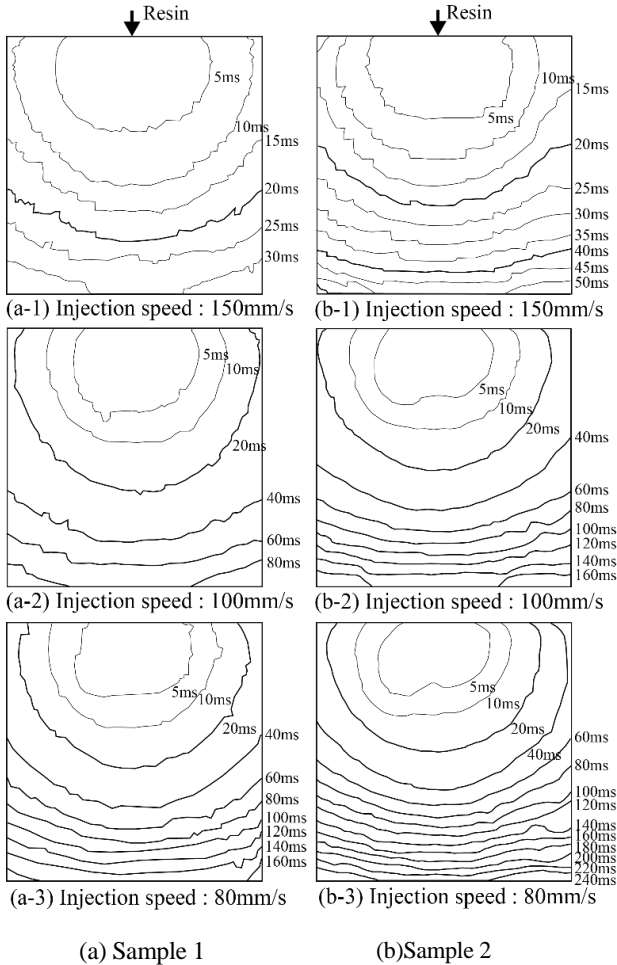 Resin
5ms
10ms
15ms
20ms
25ms
30ms
(a-1) Injection speed : 150mm/s
Resin
5ms
10ms
15ms
20ms
25ms
30ms
35ms
40ms
45ms
50ms
(b-1) Injection speed : 150mm/s
5ms
10ms
20ms
40ms
60ms
80ms
(a-2) Injection speed : 100mm/s
5ms
10ms
20ms
40ms
60ms
80ms
100ms
120ms
140ms
160ms
(b-2) Injection speed : 100mm/s
5ms
10ms
20ms
40ms
60ms
80ms
100ms
120ms
140ms
160ms
(a-3) Injection speed : 80mm/s
5ms
10ms
20ms
40ms
60ms
80ms
100ms
120ms
140ms
160ms
180ms
200ms
220ms
240ms
(b-3) Injection speed : 80mm/s
(a) Sample 1
(b)Sample 2